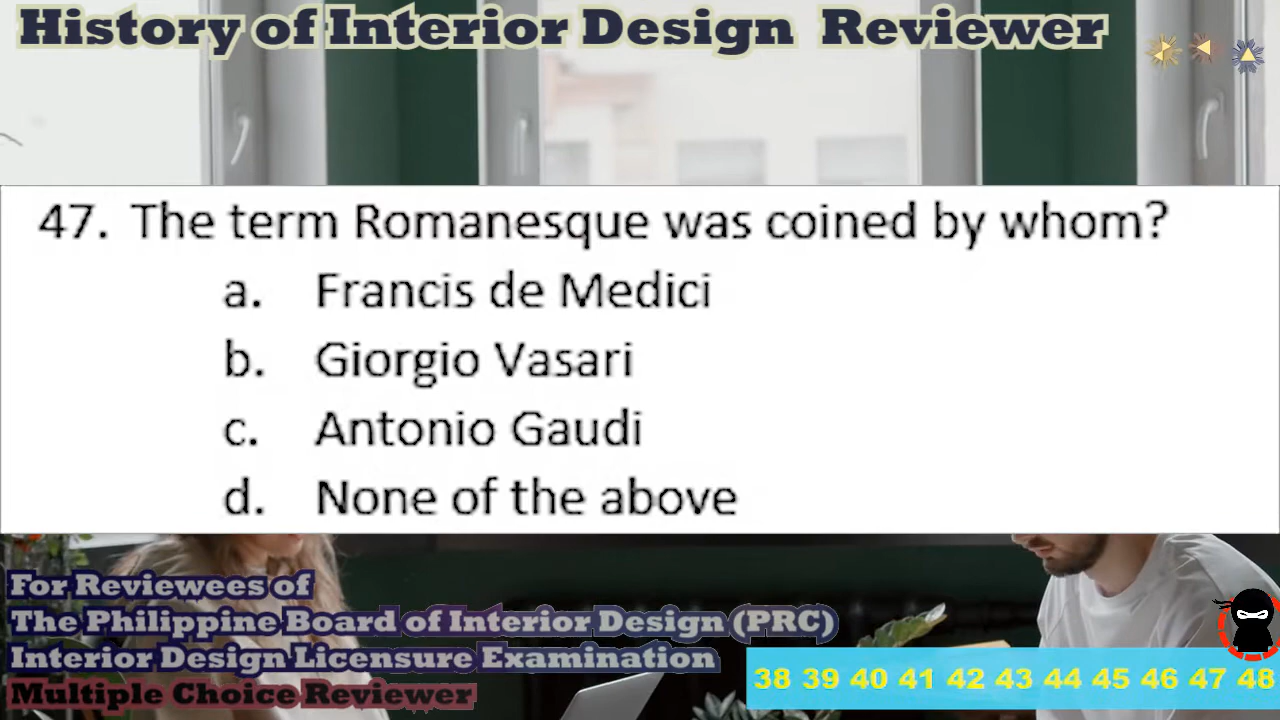 History of Interior Design Reviewer
47. The term Romanesque was coined by whom?
a. Francis de Medici
b. Giorgio Vasari
c. Antonio Gaudi
d. None of the above
For Reviewees of
The Philippine Board of Interior Design (PRC)
Interior Design Licensure Examination
Multiple Choice Reviewer
38 39 40 41 42 43 44 45 46 47 48